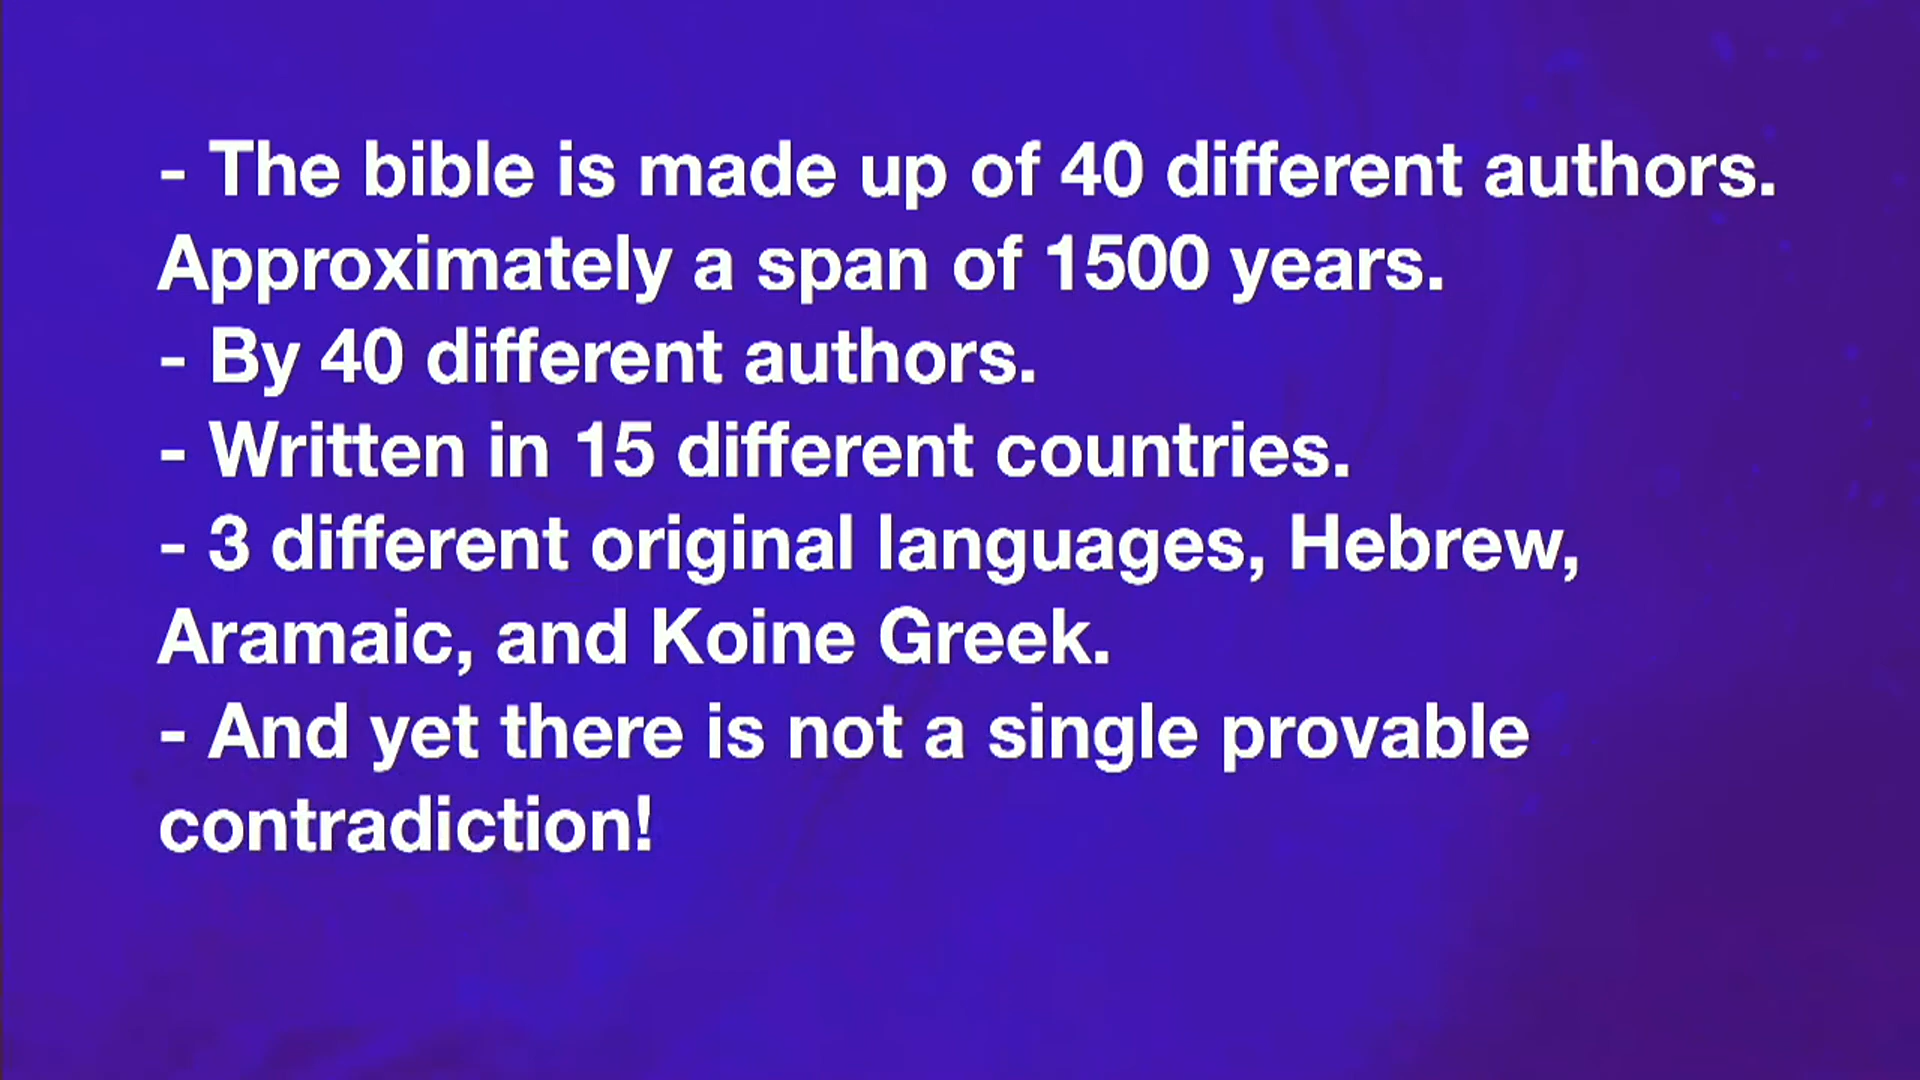 - The bible is made up of 40 different authors.
Approximately a span of 1500 years.
- By 40 different authors.
- Written in 15 different countries.
- 3 different original languages, Hebrew,
Aramaic, and Koine Greek.
- And yet there is not a single provable
contradiction!